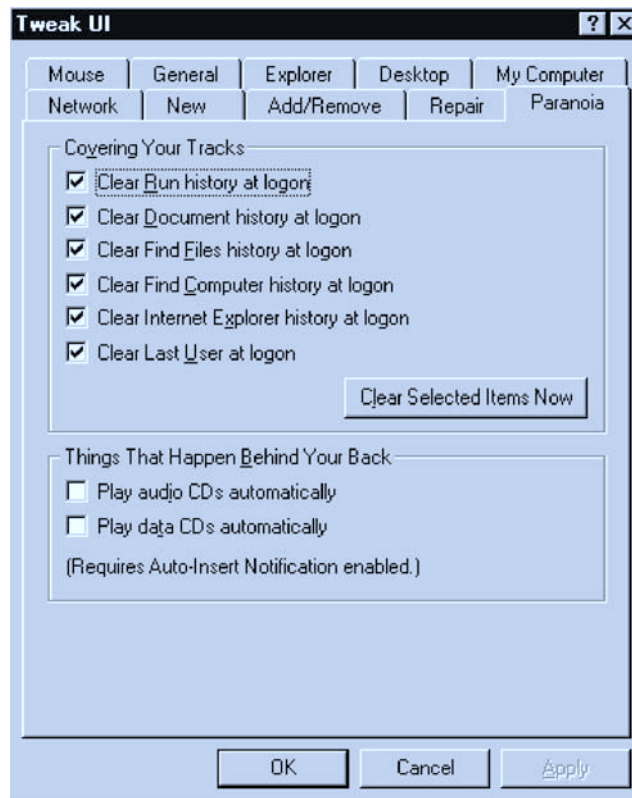 Tweak UI
Mouse General Explorer Desktop My Computer
Network New Add/Remove Repair Paranoia
Covering Your Tracks
Clear Run history at logon
Clear Document history at logon
Clear Find Files history at logon
Clear Find Computer history at logon
Clear Internet Explorer history at logon
Clear Last User at logon
Clear Selected Items Now
Things That Happen Behind Your Back
Play audio CDs automatically
Play data CDs automatically
(Requires Auto-Insert Notification enabled.)
OK Cancel Apply